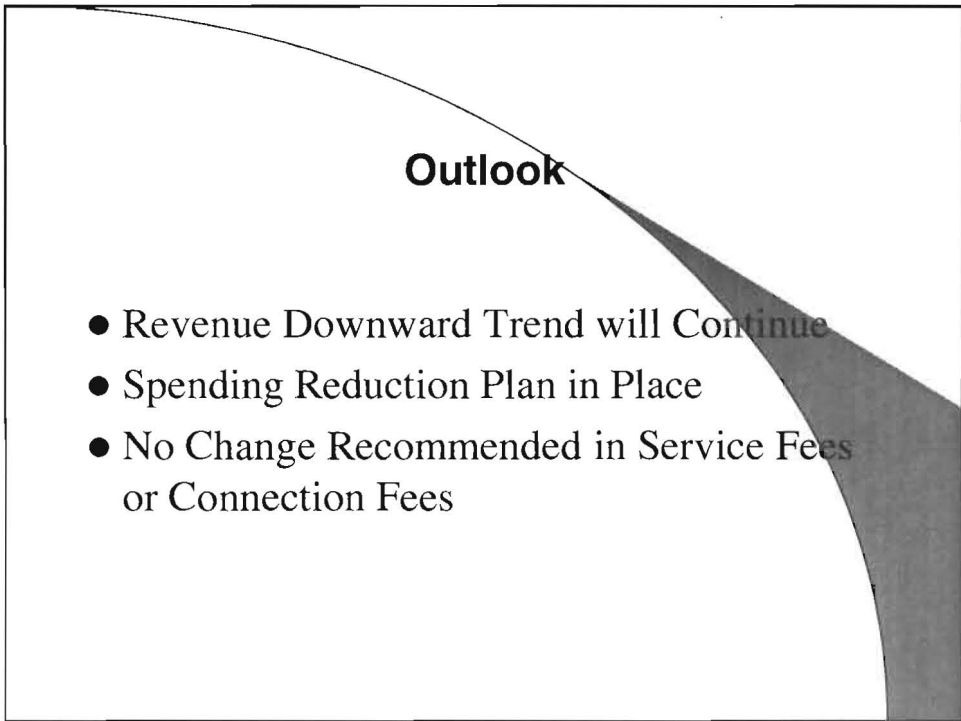 Outlook
● Revenue Downward Trend will Continue
● Spending Reduction Plan in Place
● No Change Recommended in Service Fees
or Connection Fees